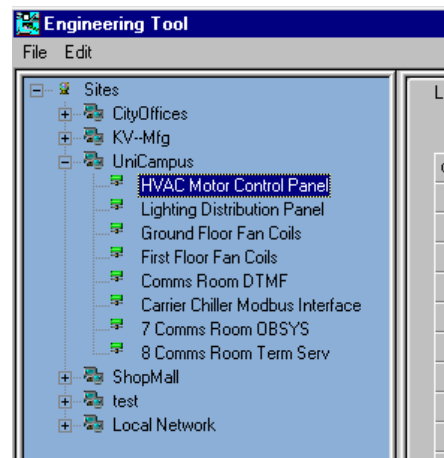 Engineering Tool
File Edit
Sites
CityOffices
KV--Mfg
UniCampus
HVAC Motor Control Panel
Lighting Distribution Panel
Ground Floor Fan Coils
First Floor Fan Coils
Comms Room DTMF
Carrier Chiller Modbus Interface
7 Comms Room OBSYS
8 Comms Room Term Serv
ShopMall
test
Local Network